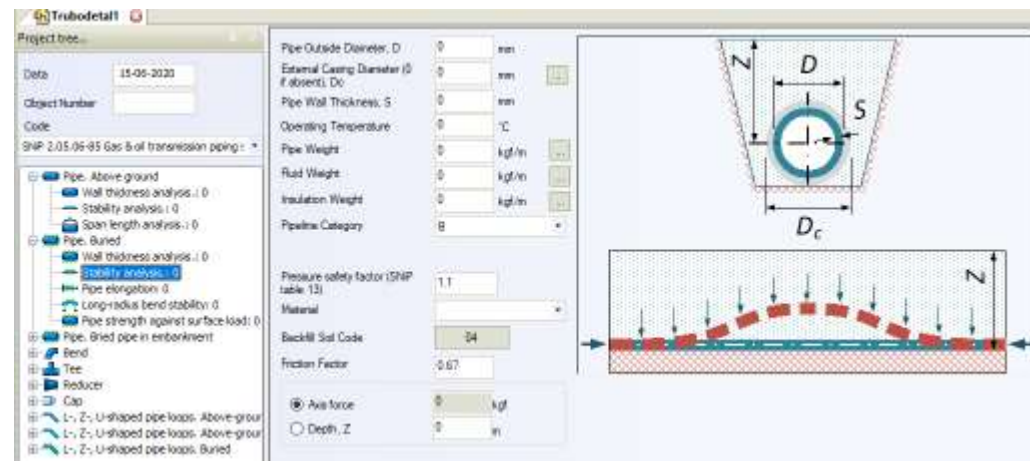 Trubodetal1
Project tree...
Data 15-06-2020
Object Number
Code
SNiP 2.05.06-85 Gas & oil transmission piping s
Pipe. Above ground
Wall thickness analysis.: 0
Stability analysis.: 0
Span length analysis.: 0
Pipe. Buried
Wall thickness analysis.: 0
Stability analysis.: 0
Pipe elongation: 0
Long-radius bend stability: 0
Pipe strength against surface load: 0
Pipe. Bried pipe in embankment
Bend
Tee
Reducer
Cap
L-, Z-, U-shaped pipe loops. Above-grour
L-, Z-, U-shaped pipe loops. Above-grour
L-, Z-, U-shaped pipe loops. Buried
Pipe Outside Diameter, D 0 mm
External Casing Diameter (0 if absent), Dc 0 mm ...
Pipe Wall Thickness, S 0 mm
Operating Temperature 0 °C
Pipe Weight 0 kgf/m ...
Fluid Weight 0 kgf/m ...
Insulation Weight 0 kgf/m ...
Pipeline Category B
Pressure safety factor (SNiP table 13) 1.1
Material
Backfill Soil Code 04
Friction Factor 0.67
Axis force 0 kgf
Depth, Z 0 m
Z
D
S
Dc
Z